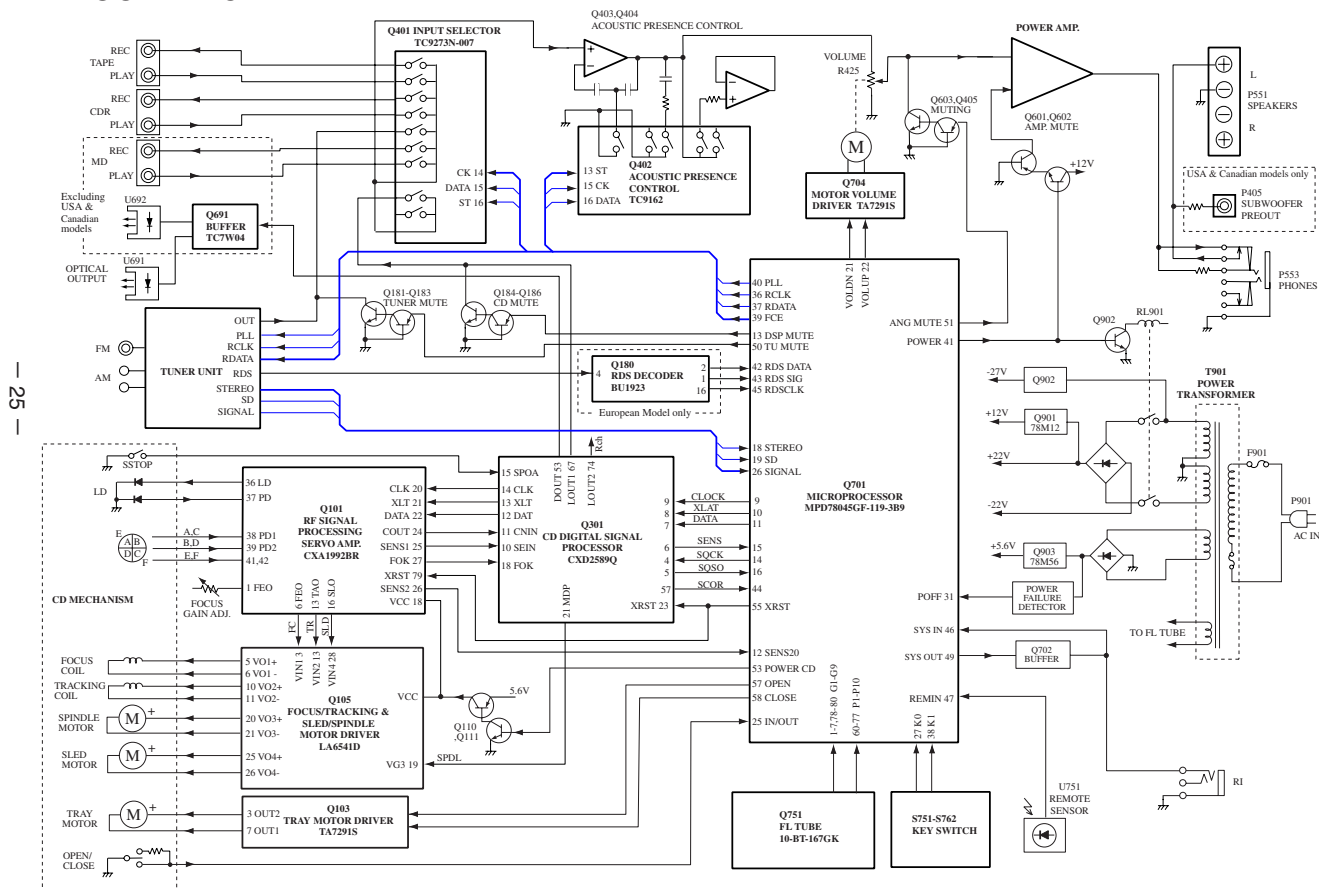 Q403,Q404
ACOUSTIC PRESENCE CONTROL
POWER AMP.
Q401 INPUT SELECTOR
TC9273N-007
REC
TAPE
PLAY
REC
CDR
PLAY
REC
MD
PLAY
Excluding
USA &
Canadian
models
U692
Q691
BUFFER
TC7W04
OPTICAL
OUTPUT
U691
CK 14
DATA 15
ST 16
13 ST
15 CK
16 DATA
Q402
ACOUSTIC PRESENCE
CONTROL
TC9162
VOLUME
R425
M
Q704
MOTOR VOLUME
DRIVER TA7291S
Q603,Q405
MUTING
Q601,Q602
AMP. MUTE
+12V
L
P551
SPEAKERS
R
USA & Canadian models only
P405
SUBWOOFER
PREOUT
P553
PHONES
FM
AM
TUNER UNIT
OUT
PLL
RCLK
RDATA
RDS
STEREO
SD
SIGNAL
Q181-Q183
TUNER MUTE
Q184-Q186
CD MUTE
4
Q180
RDS DECODER
BU1923
2
1
16
European Model only
VOLDN 21
VOLUP 22
40 PLL
36 RCLK
37 RDATA
39 FCE
13 DSP MUTE
50 TU MUTE
42 RDS DATA
43 RDS SIG
45 RDSCLK
18 STEREO
19 SD
26 SIGNAL
ANG MUTE 51
POWER 41
Q701
MICROPROCESSOR
MPD78045GF-119-3B9
9
10
11
15
14
16
44
55 XRST
12 SENS20
53 POWER CD
57 OPEN
58 CLOSE
25 IN/OUT
POFF 31
SYS IN 46
SYS OUT 49
REMIN 47
1-7,78-80 G1-G9
60-77 P1-P10
27 K0
38 K1
Q902
RL901
-27V
Q902
+12V
Q901
78M12
+22V
-22V
+5.6V
Q903
78M56
POWER
FAILURE
DETECTOR
T901
POWER
TRANSFORMER
F901
P901
AC IN
TO FL TUBE
Q702
BUFFER
RI
U751
REMOTE
SENSOR
Q751
FL TUBE
10-BT-167GK
S751-S762
KEY SWITCH
CD MECHANISM
SSTOP
LD
36 LD
37 PD
E
A B
D C
F
A,C
B,D
E,F
38 PD1
39 PD2
41,42
1 FEO
FOCUS
GAIN ADJ.
Q101
RF SIGNAL
PROCESSING
SERVO AMP.
CXA1992BR
CLK 20
XLT 21
DATA 22
COUT 24
SENS1 25
FOK 27
XRST 79
SENS2 26
VCC 18
6 FEO
13 TAO
16 SLO
FC
TR
SLD
15 SPOA
14 CLK
13 XLT
12 DAT
11 CNIN
10 SEIN
18 FOK
DOUT 53
LOUT1 67
LOUT2 74
Rch
Q301
CD DIGITAL SIGNAL
PROCESSOR
CXD2589Q
9
8
7
6
4
5
57
XRST 23
21 MDP
CLOCK
XLAT
DATA
SENS
SQCK
SQSO
SCOR
VIN1 3
VIN2 13
VIN4 28
5 VO1+
6 VO1 -
10 VO2+
11 VO2-
20 VO3+
21 VO3-
25 VO4+
26 VO4-
Q105
FOCUS/TRACKING &
SLED/SPINDLE
MOTOR DRIVER
LA6541D
VCC
VG3 19
SPDL
5.6V
Q110
,Q111
FOCUS
COIL
TRACKING
COIL
SPINDLE
MOTOR
M
+
SLED
MOTOR
M
+
TRAY
MOTOR
M
+
3 OUT2
7 OUT1
Q103
TRAY MOTOR DRIVER
TA7291S
OPEN/
CLOSE
— 25 —